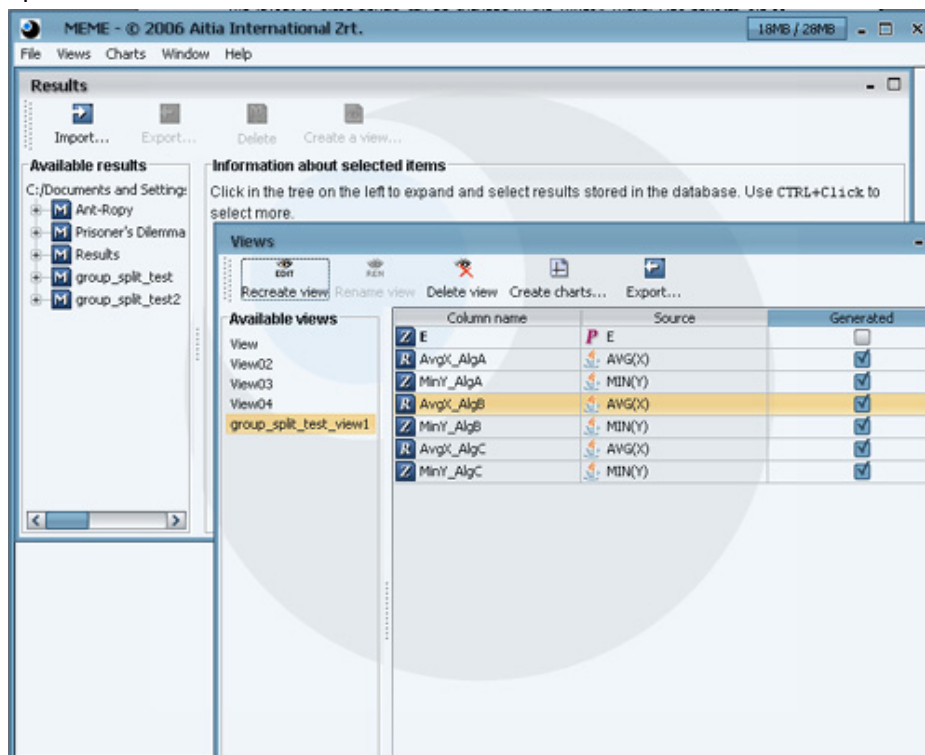 MEME - © 2006 Aitia International Zrt.
18MB / 28MB
File Views Charts Window Help
Results
Import... Export... Delete Create a view...
Available results
C:/Documents and Setting:
M Ant-Ropy
M Prisoner's Dilemma
M Results
M group_split_test
M group_split_test2
Information about selected items
Click in the tree on the left to expand and select results stored in the database. Use CTRL+Click to
select more.
Views
EDIT REN
Recreate view Rename view Delete view Create charts... Export...
Available views
View
View02
View03
View04
group_split_test_view1
Column name Source Generated
Z E P E
R AvgX_AlgA AVG(X)
Z MinY_AlgA MIN(Y)
R AvgX_AlgB AVG(X)
Z MinY_AlgB MIN(Y)
R AvgX_AlgC AVG(X)
Z MinY_AlgC MIN(Y)